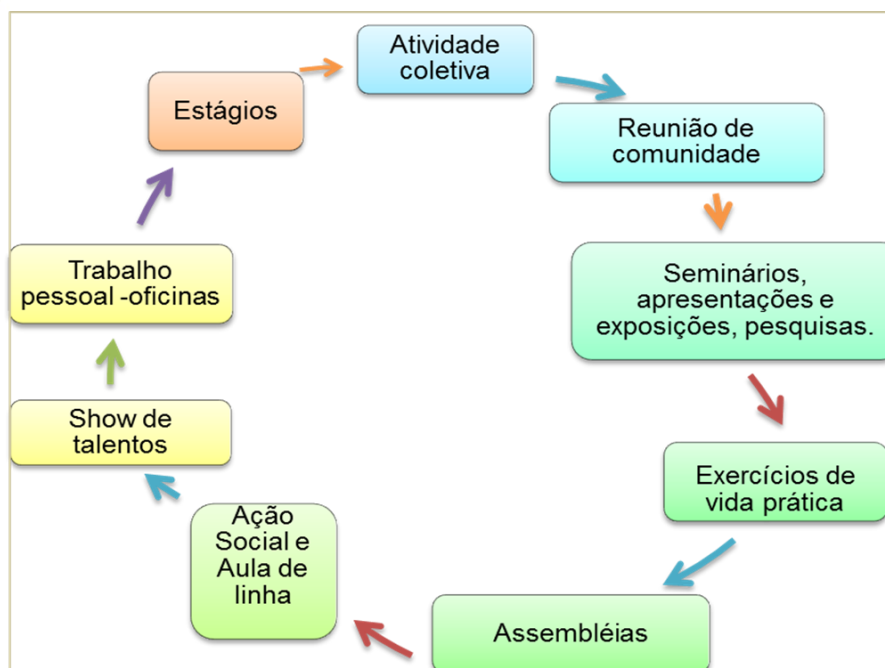 Atividade
coletiva
Reunião de
comunidade
Seminários,
apresentações e
exposições, pesquisas.
Exercícios de
vida prática
Assembléias
Ação
Social e
Aula de
linha
Show de
talentos
Trabalho
pessoal -oficinas
Estágios